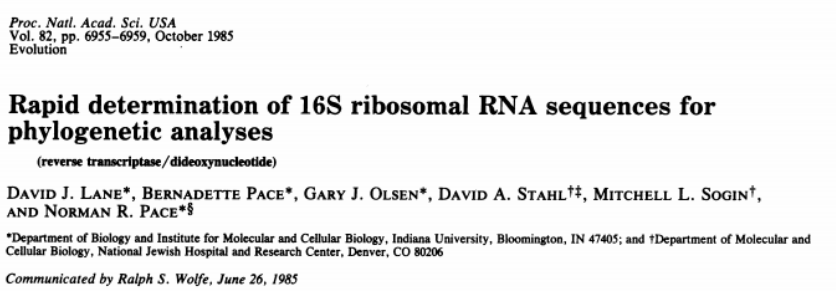 Proc. Natl. Acad. Sci. USA
Vol. 82, pp. 6955–6959, October 1985
Evolution
Rapid determination of 16S ribosomal RNA sequences for
phylogenetic analyses
(reverse transcriptase/dideoxynucleotide)
DAVID J. LANE*, BERNADETTE PACE*, GARY J. OLSEN*, DAVID A. STAHL†‡, MITCHELL L. SOGIN†,
AND NORMAN R. PACE*§
*Department of Biology and Institute for Molecular and Cellular Biology, Indiana University, Bloomington, IN 47405; and †Department of Molecular and
Cellular Biology, National Jewish Hospital and Research Center, Denver, CO 80206
Communicated by Ralph S. Wolfe, June 26, 1985